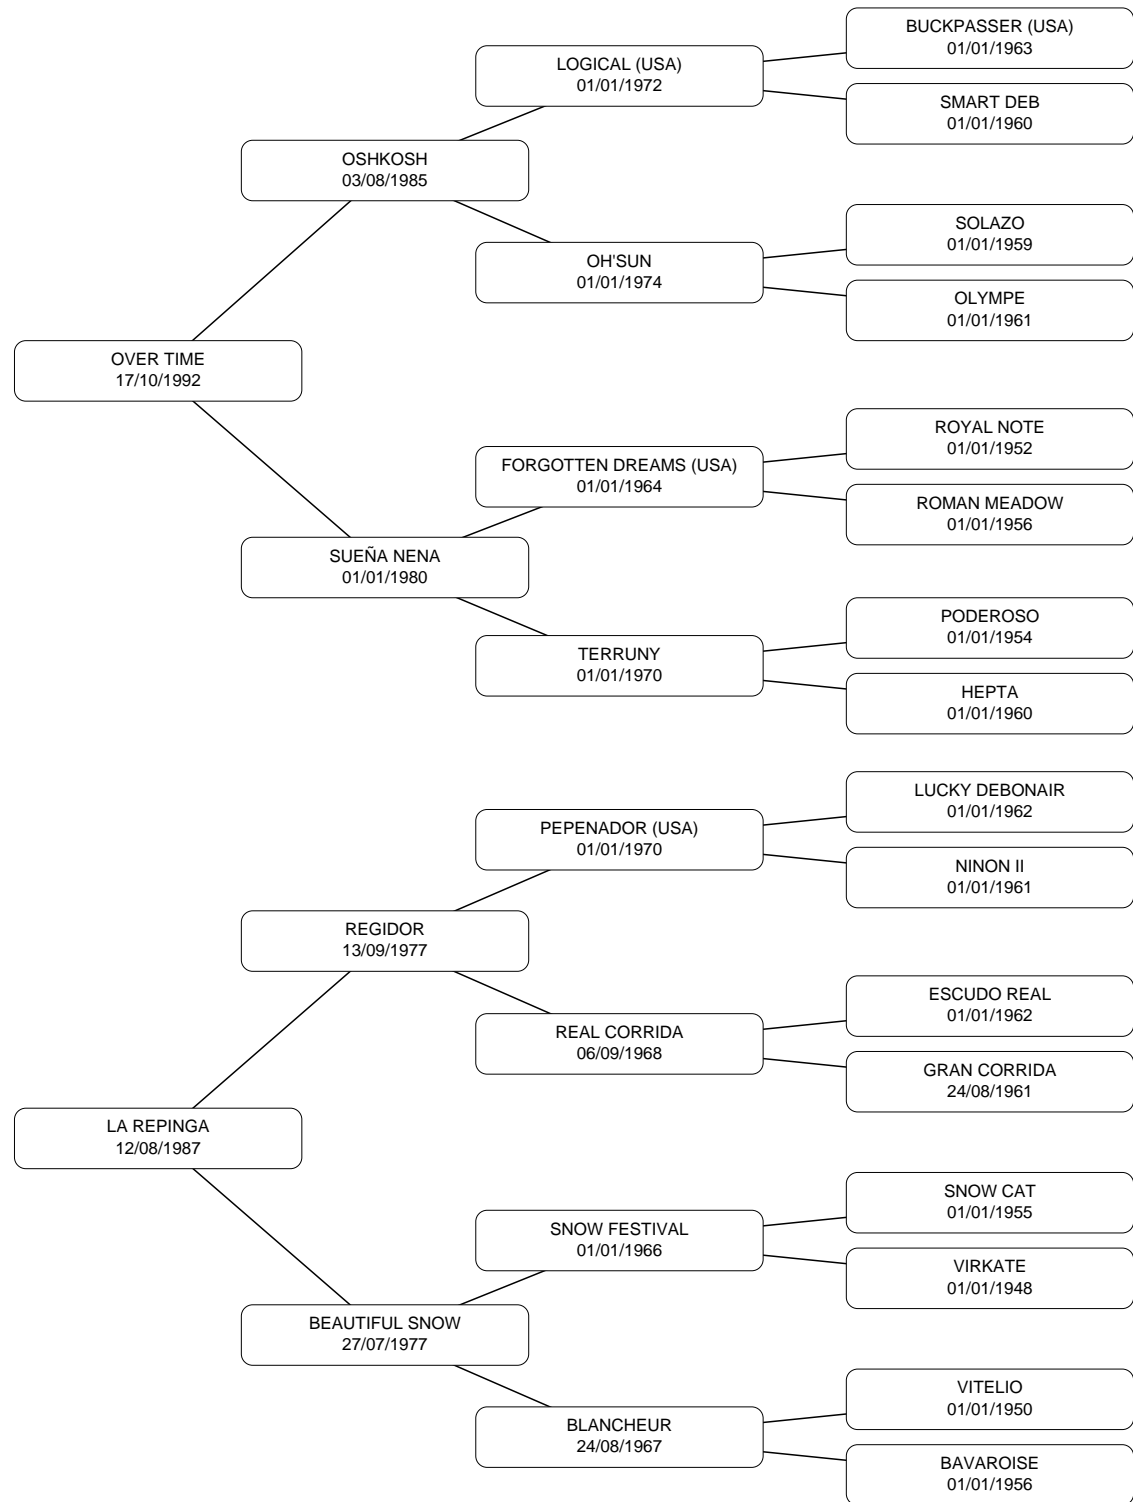 BUCKPASSER (USA)
01/01/1963
LOGICAL (USA)
01/01/1972
SMART DEB
01/01/1960
OSHKOSH
03/08/1985
SOLAZO
01/01/1959
OH'SUN
01/01/1974
OLYMPE
01/01/1961
OVER TIME
17/10/1992
ROYAL NOTE
01/01/1952
FORGOTTEN DREAMS (USA)
01/01/1964
ROMAN MEADOW
01/01/1956
SUEÑA NENA
01/01/1980
PODEROSO
01/01/1954
TERRUNY
01/01/1970
HEPTA
01/01/1960
LUCKY DEBONAIR
01/01/1962
PEPENADOR (USA)
01/01/1970
NINON II
01/01/1961
REGIDOR
13/09/1977
ESCUDO REAL
01/01/1962
REAL CORRIDA
06/09/1968
GRAN CORRIDA
24/08/1961
LA REPINGA
12/08/1987
SNOW CAT
01/01/1955
SNOW FESTIVAL
01/01/1966
VIRKATE
01/01/1948
BEAUTIFUL SNOW
27/07/1977
VITELIO
01/01/1950
BLANCHEUR
24/08/1967
BAVAROISE
01/01/1956